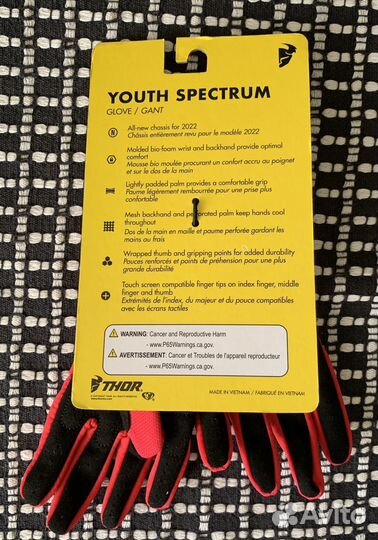 YOUTH SPECTRUM
GLOVE / GANT
N
All-new chassis for 2022
Châssis entièrement revu pour le modèle 2022
Molded bio-foam wrist and backhand provide optimal
comfort
Mousse bio moulée procurant un confort accru au poignet
et sur le dos de la main
Lightly padded palm provides a comfortable grip
Paume légèrement rembourrée pour une prise plus
confortable
Mesh backhand and perforated palm keep hands cool
throughout
Dos de la main en maille et paume perforée gardant les
mains au frais
Wrapped thumb and gripping points for added durability
Pouces renforcés et points de préhension pour une plus
grande durabilité
Touch screen compatible finger tips on index finger, middle
finger and thumb
Extrémités de l'index, du majeur et du pouce compatibles
avec les écrans tactiles
WARNING: Cancer and Reproductive Harm
- www.P65Warnings.ca.gov.
AVERTISSEMENT: Cancer et Troubles de l'appareil reproducteur
- www.P65Warnings.ca.gov.
THOR
MADE IN VIETNAM / FABRIQUÉ EN VIETNAM
Avito